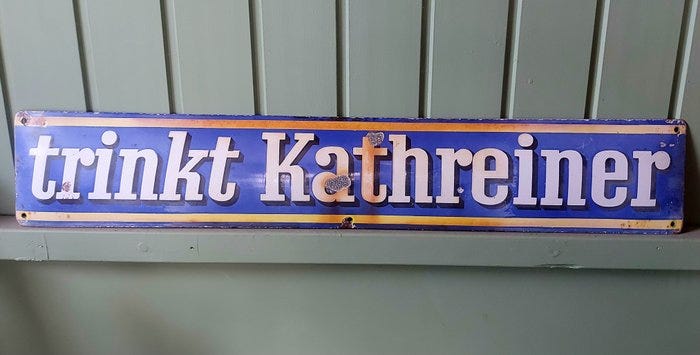 trinkt Kathreiner